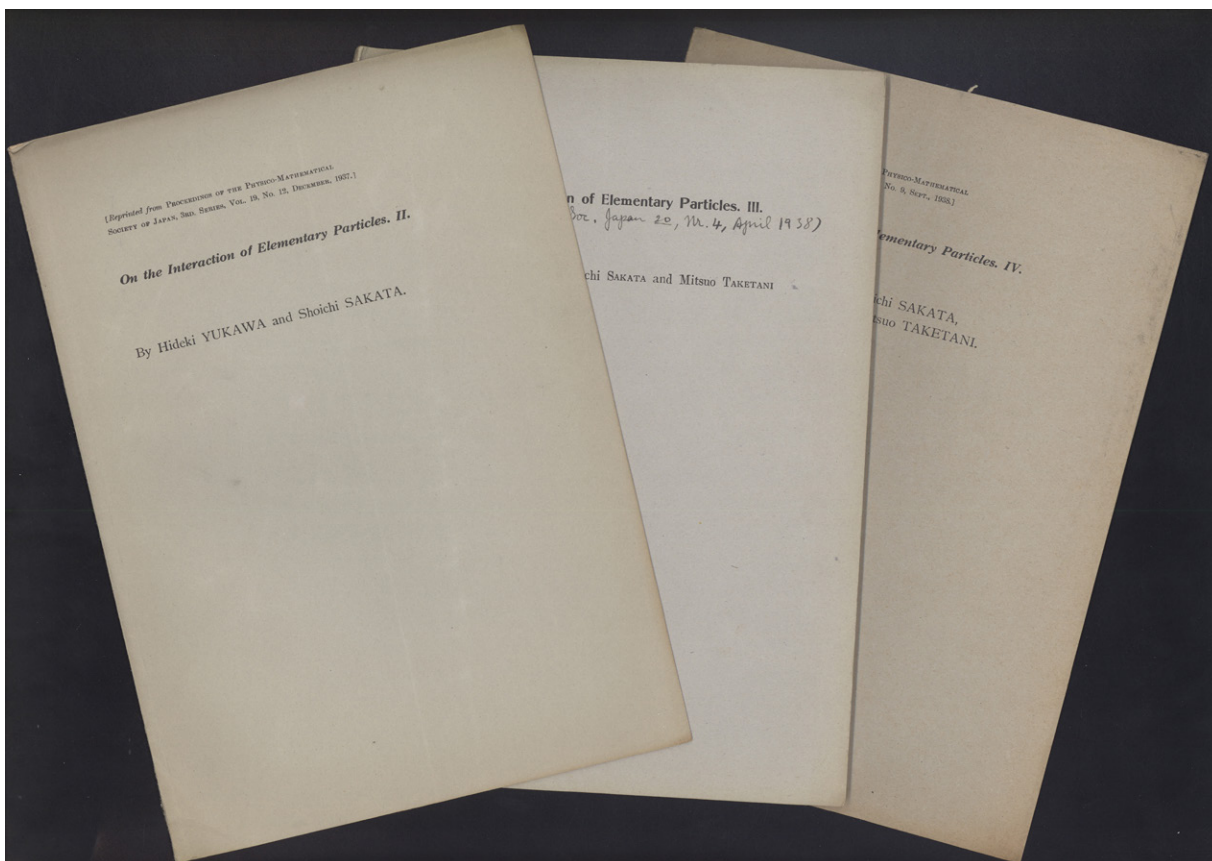 [Reprinted from PROCEEDINGS OF THE PHYSICO-MATHEMATICAL
SOCIETY OF JAPAN, 3RD. SERIES, VOL. 19. No. 12, DECEMBER, 1937.]
On the Interaction of Elementary Particles. II.
By Hideki YUKAWA and Shoichi SAKATA.
n of Elementary Particles. III.
Soc. Japan 20, Nr. 4, April 1938)
chi SAKATA and Mitsuo TAKETANI
PHYSICO-MATHEMATICAL
No. 9, SEPT., 1938.]
ementary Particles. IV.
ichi SAKATA,
tsuo TAKETANI.